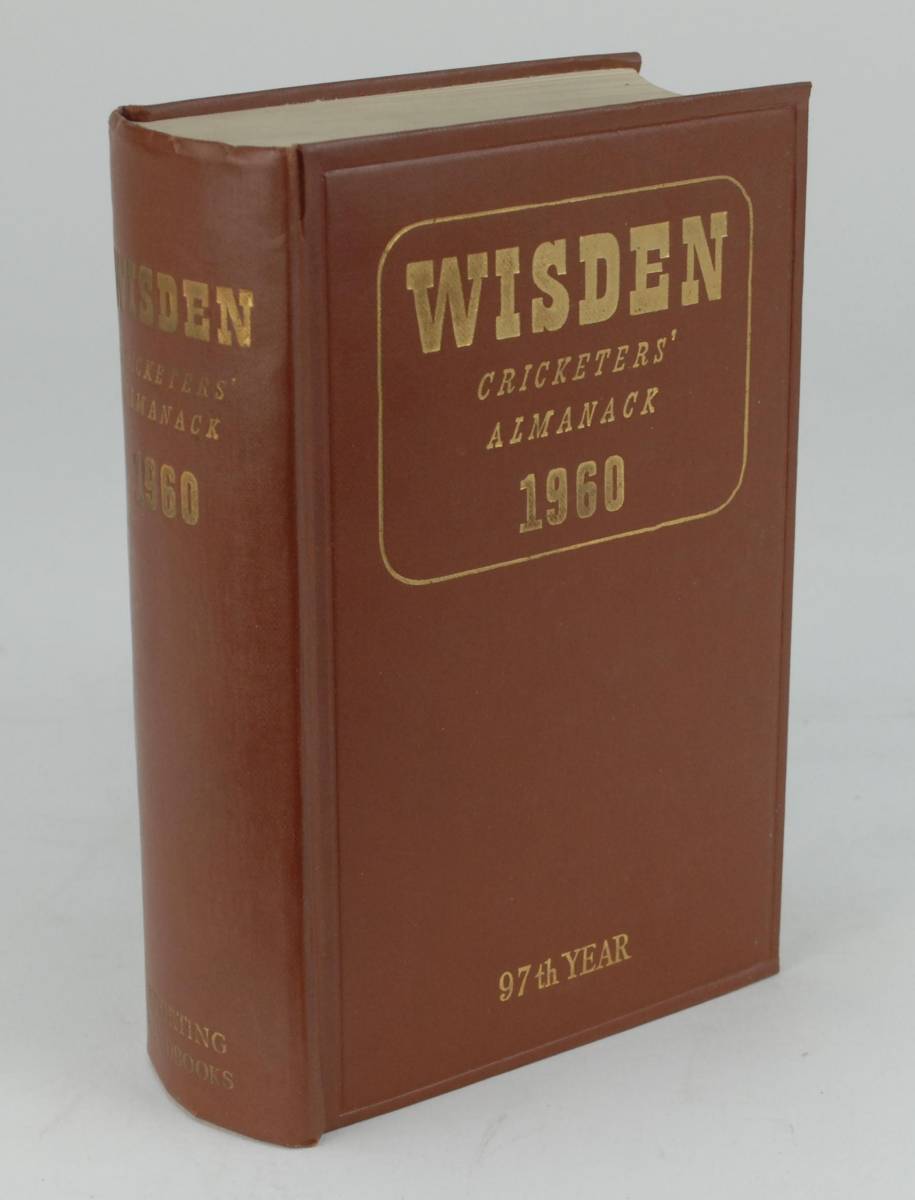 WISDEN
CRICKETERS'
ALMANACK
1960
97th YEAR
WISDEN
CRICKETERS'
ALMANACK
1960